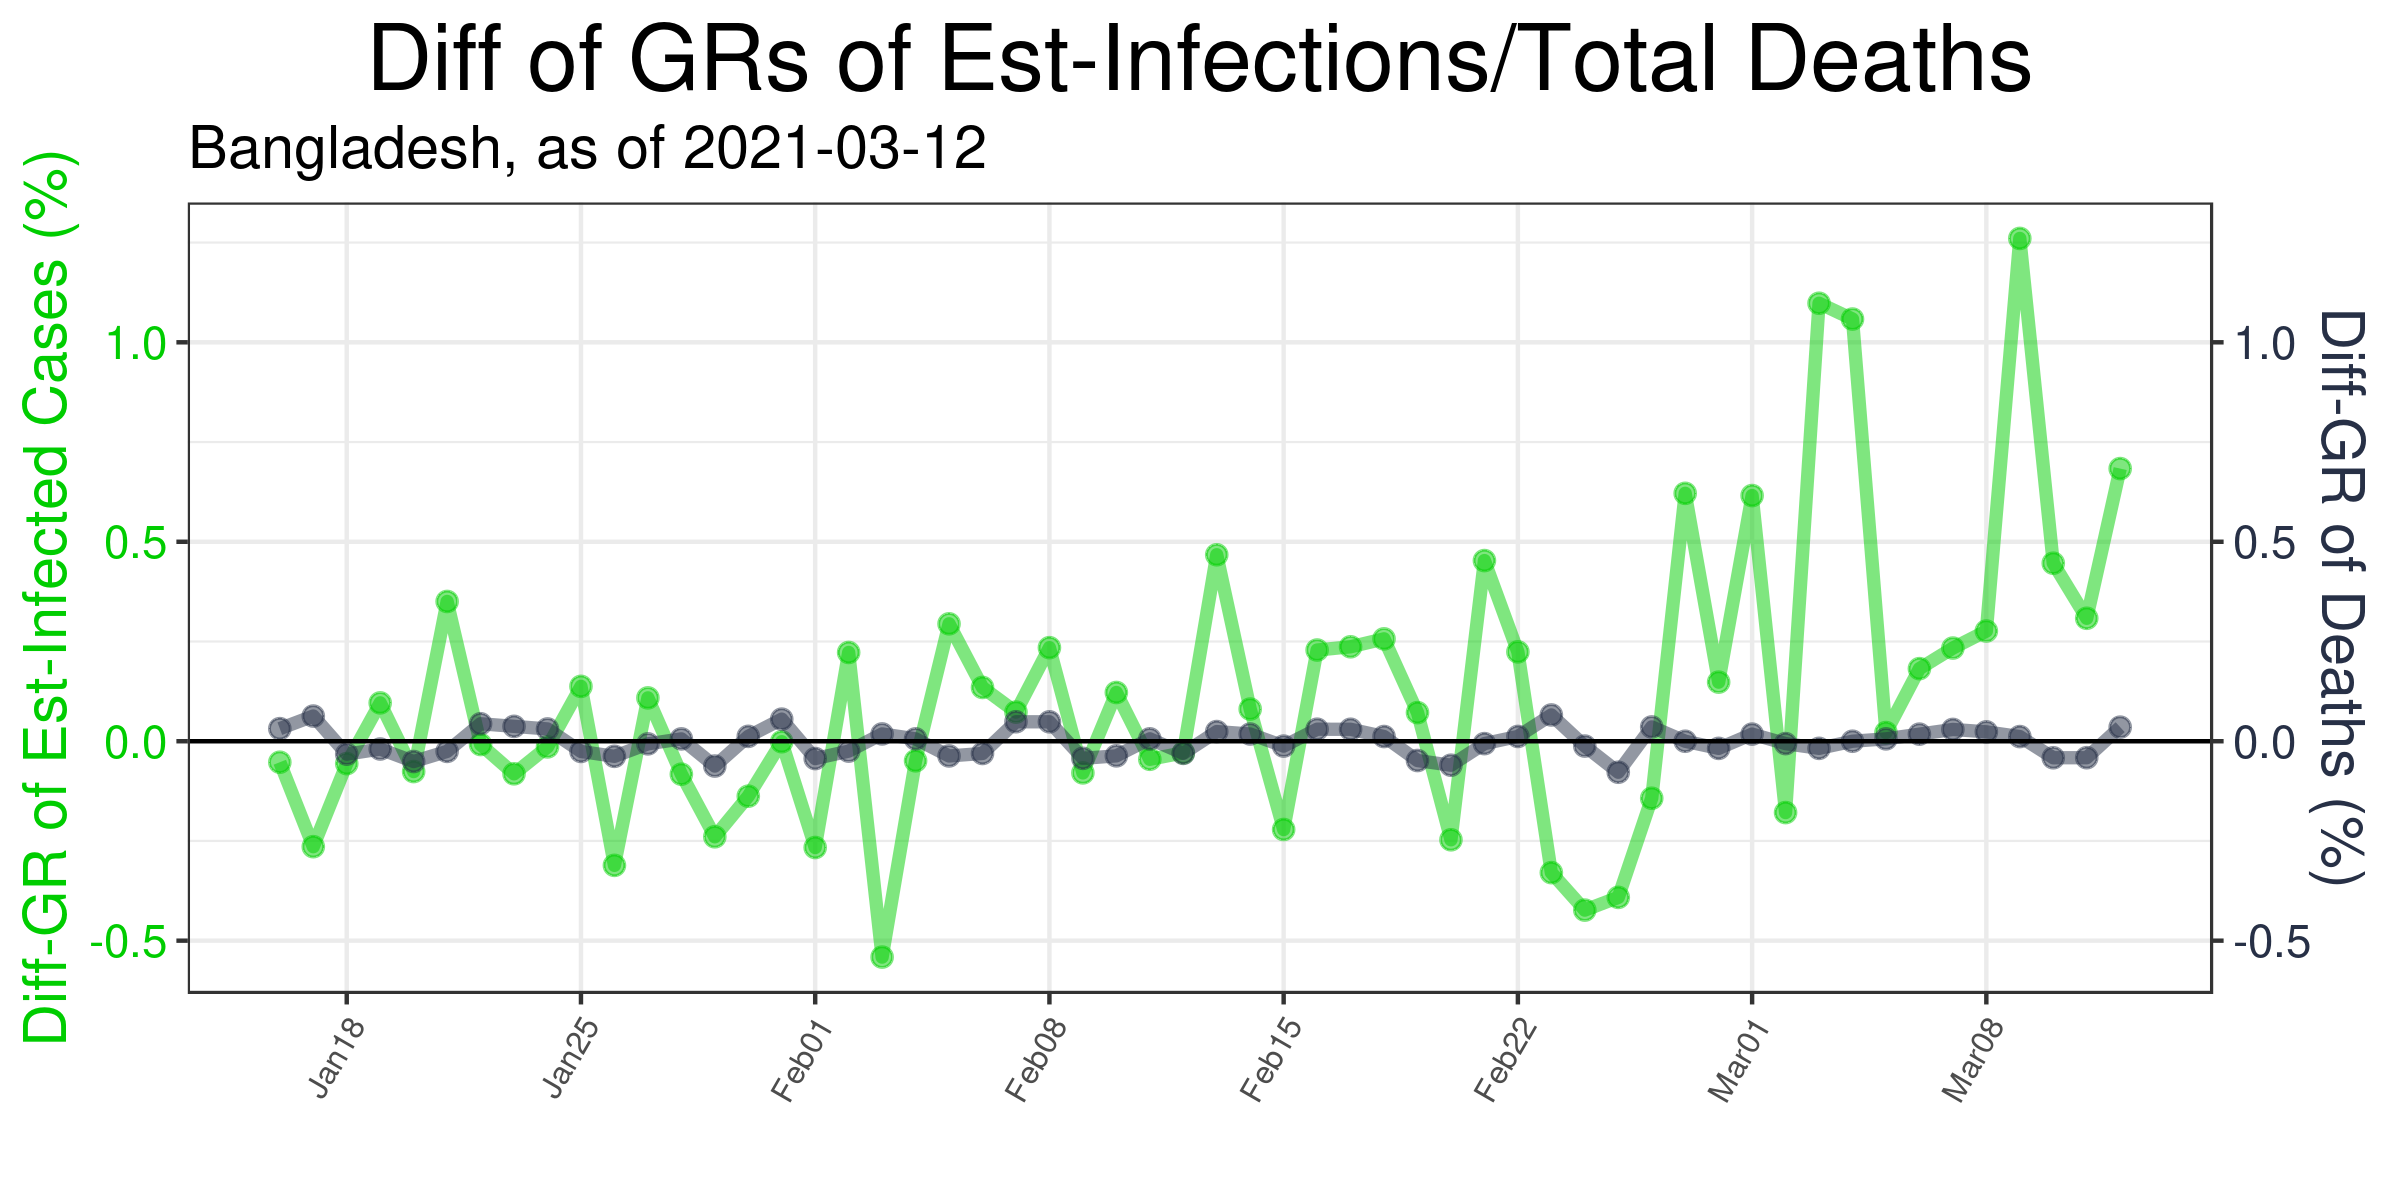 Diff of GRs of Est-Infections/Total Deaths
Bangladesh, as of 2021-03-12
Diff-GR of Est-Infected Cases (%)
1.0
0.5
0.0
-0.5
1.0
0.5
0.0
-0.5
Diff-GR of Deaths (%)
Jan18
Jan25
Feb01
Feb08
Feb15
Feb22
Mar01
Mar08